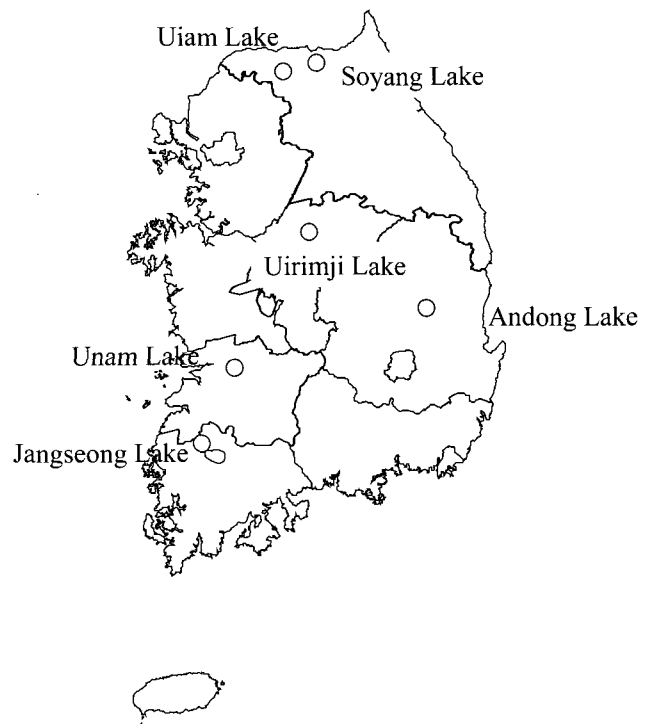 Uiam Lake
Soyang Lake
Uirimji Lake
Andong Lake
Unam Lake
Jangseong Lake